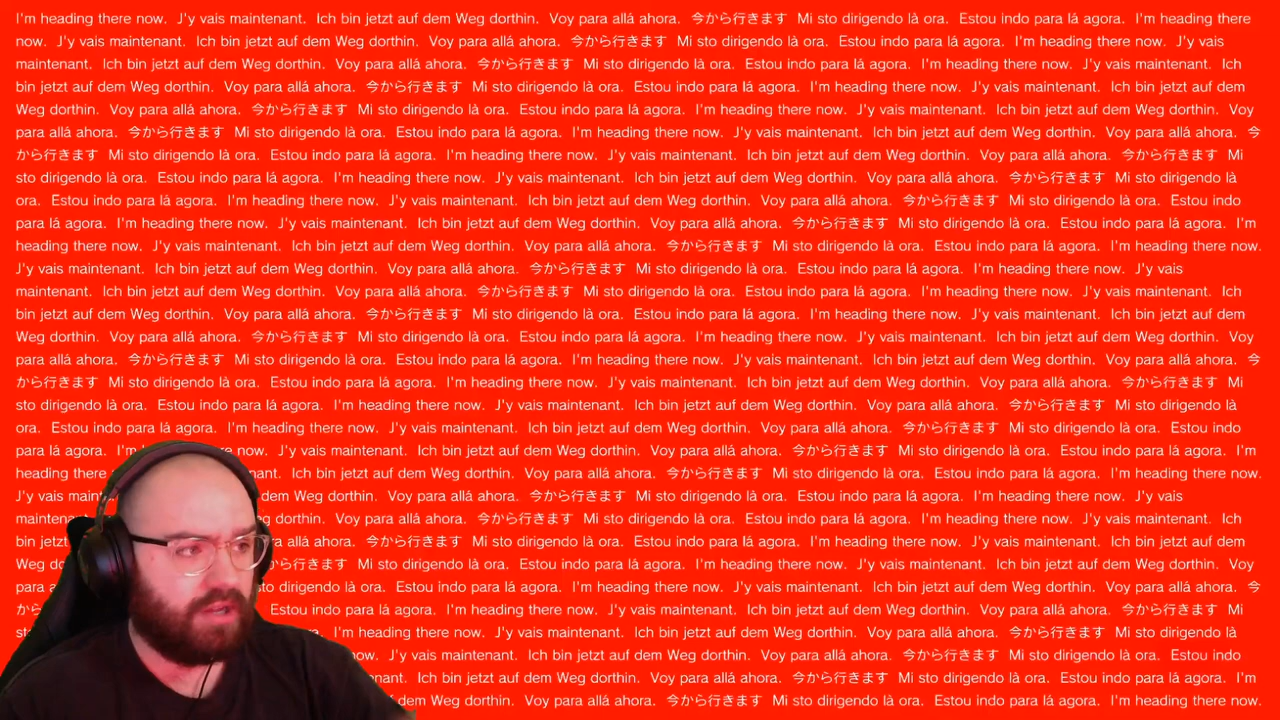 I'm heading there now. J'y vais maintenant. Ich bin jetzt auf dem Weg dorthin. Voy para allá ahora. 今から行きます Mi sto dirigendo là ora. Estou indo para lá agora. I'm heading there
now. J'y vais maintenant. Ich bin jetzt auf dem Weg dorthin. Voy para allá ahora. 今から行きます Mi sto dirigendo là ora. Estou indo para lá agora. I'm heading there now. J'y vais
maintenant. Ich bin jetzt auf dem Weg dorthin. Voy para allá ahora. 今から行きます Mi sto dirigendo là ora. Estou indo para lá agora. I'm heading there now. J'y vais maintenant. Ich
bin jetzt auf dem Weg dorthin. Voy para allá ahora. 今から行きます Mi sto dirigendo là ora. Estou indo para lá agora. I'm heading there now. J'y vais maintenant. Ich bin jetzt auf dem
Weg dorthin. Voy para allá ahora. 今から行きます Mi sto dirigendo là ora. Estou indo para lá agora. I'm heading there now. J'y vais maintenant. Ich bin jetzt auf dem Weg dorthin. Voy
para allá ahora. 今から行きます Mi sto dirigendo là ora. Estou indo para lá agora. I'm heading there now. J'y vais maintenant. Ich bin jetzt auf dem Weg dorthin. Voy para allá ahora. 今
から行きます Mi sto dirigendo là ora. Estou indo para lá agora. I'm heading there now. J'y vais maintenant. Ich bin jetzt auf dem Weg dorthin. Voy para allá ahora. 今から行きます Mi
sto dirigendo là ora. Estou indo para lá agora. I'm heading there now. J'y vais maintenant. Ich bin jetzt auf dem Weg dorthin. Voy para allá ahora. 今から行きます Mi sto dirigendo là
ora. Estou indo para lá agora. I'm heading there now. J'y vais maintenant. Ich bin jetzt auf dem Weg dorthin. Voy para allá ahora. 今から行きます Mi sto dirigendo là ora. Estou indo
para lá agora. I'm heading there now. J'y vais maintenant. Ich bin jetzt auf dem Weg dorthin. Voy para allá ahora. 今から行きます Mi sto dirigendo là ora. Estou indo para lá agora. I'm
heading there now. J'y vais maintenant. Ich bin jetzt auf dem Weg dorthin. Voy para allá ahora. 今から行きます Mi sto dirigendo là ora. Estou indo para lá agora. I'm heading there now.
J'y vais maintenant. Ich bin jetzt auf dem Weg dorthin. Voy para allá ahora. 今から行きます Mi sto dirigendo là ora. Estou indo para lá agora. I'm heading there now. J'y vais
maintenant. Ich bin jetzt auf dem Weg dorthin. Voy para allá ahora. 今から行きます Mi sto dirigendo là ora. Estou indo para lá agora. I'm heading there now. J'y vais maintenant. Ich
bin jetzt auf dem Weg dorthin. Voy para allá ahora. 今から行きます Mi sto dirigendo là ora. Estou indo para lá agora. I'm heading there now. J'y vais maintenant. Ich bin jetzt auf dem
Weg dorthin. Voy para allá ahora. 今から行きます Mi sto dirigendo là ora. Estou indo para lá agora. I'm heading there now. J'y vais maintenant. Ich bin jetzt auf dem Weg dorthin. Voy
para allá ahora. 今から行きます Mi sto dirigendo là ora. Estou indo para lá agora. I'm heading there now. J'y vais maintenant. Ich bin jetzt auf dem Weg dorthin. Voy para allá ahora. 今
から行きます Mi sto dirigendo là ora. Estou indo para lá agora. I'm heading there now. J'y vais maintenant. Ich bin jetzt auf dem Weg dorthin. Voy para allá ahora. 今から行きます Mi
sto dirigendo là ora. Estou indo para lá agora. I'm heading there now. J'y vais maintenant. Ich bin jetzt auf dem Weg dorthin. Voy para allá ahora. 今から行きます Mi sto dirigendo là
ora. Estou indo para lá agora. I'm heading there now. J'y vais maintenant. Ich bin jetzt auf dem Weg dorthin. Voy para allá ahora. 今から行きます Mi sto dirigendo là ora. Estou indo
para lá agora. now. J'y vais maintenant. Ich bin jetzt auf dem Weg dorthin. Voy para allá ahora. 今から行きます Mi sto dirigendo là ora. Estou indo para lá agora. I'm
heading there Ich bin jetzt auf dem Weg dorthin. Voy para allá ahora. 今から行きます Mi sto dirigendo là ora. Estou indo para lá agora. I'm heading there now.
J'y vais dem Weg dorthin. Voy para allá ahora. 今から行きます Mi sto dirigendo là ora. Estou indo para lá agora. I'm heading there now. J'y vais
dorthin. Voy para allá ahora. 今から行きます Mi sto dirigendo là ora. Estou indo para lá agora. I'm heading there now. J'y vais maintenant. Ich
bin allá ahora. 今から行きます Mi sto dirigendo là ora. Estou indo para lá agora. I'm heading there now. J'y vais maintenant. Ich bin jetzt auf dem
Weg から行きます Mi sto dirigendo là ora. Estou indo para lá agora. I'm heading there now. J'y vais maintenant. Ich bin jetzt auf dem Weg dorthin. Voy
para sto dirigendo là ora. Estou indo para lá agora. I'm heading there now. J'y vais maintenant. Ich bin jetzt auf dem Weg dorthin. Voy para allá ahora. 今
から Estou indo para lá agora. I'm heading there now. J'y vais maintenant. Ich bin jetzt auf dem Weg dorthin. Voy para allá ahora. 今から行きます Mi
I'm heading there now. J'y vais maintenant. Ich bin jetzt auf dem Weg dorthin. Voy para allá ahora. 今から行きます Mi sto dirigendo là
now. J'y vais maintenant. Ich bin jetzt auf dem Weg dorthin. Voy para allá ahora. 今から行きます Mi sto dirigendo là ora. Estou indo
Ich bin jetzt auf dem Weg dorthin. Voy para allá ahora. 今から行きます Mi sto dirigendo là ora. Estou indo para lá agora. I'm
dem Weg dorthin. Voy para allá ahora. 今から行きます Mi sto dirigendo là ora. Estou indo para lá agora. I'm heading there now.